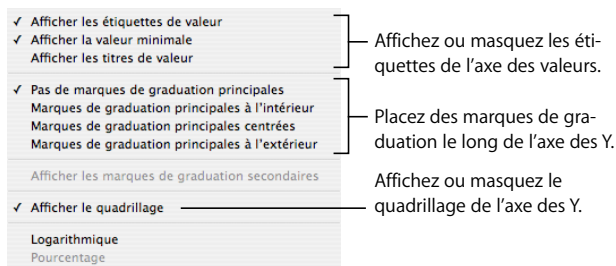 ✓ Afficher les étiquettes de valeur
✓ Afficher la valeur minimale
Afficher les titres de valeur
✓ Pas de marques de graduation principales
Marques de graduation principales à l'intérieur
Marques de graduation principales centrées
Marques de graduation principales à l'extérieur
Afficher les marques de graduation secondaires
✓ Afficher le quadrillage
Logarithmique
Pourcentage
Affichez ou masquez les éti-
quettes de l'axe des valeurs.
Placez des marques de gra-
duation le long de l'axe des Y.
Affichez ou masquez le
quadrillage de l'axe des Y.